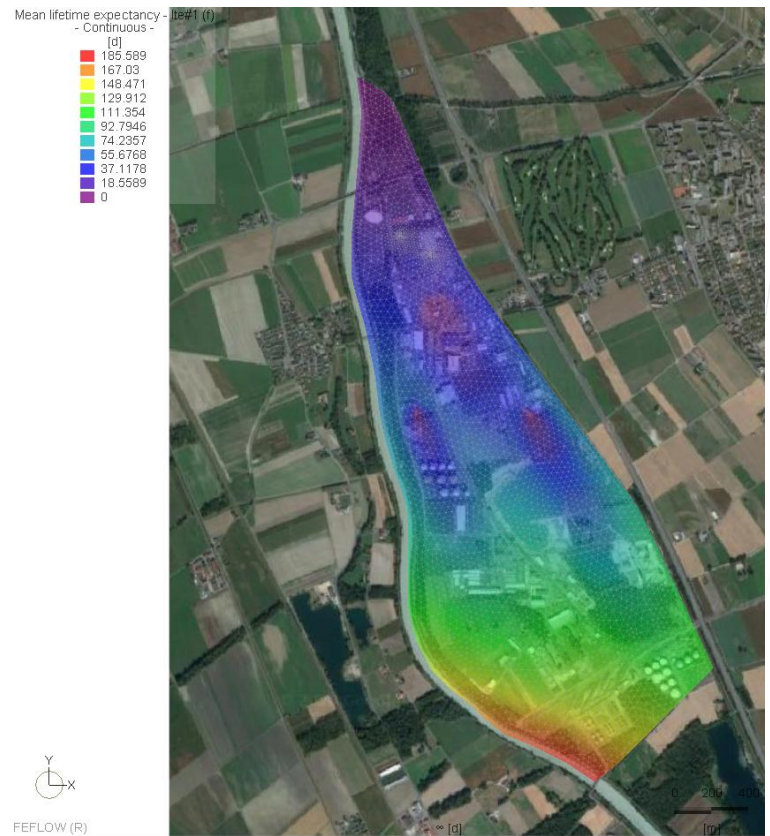 Mean lifetime expectancy - Ite#1 (f)
- Continuous -
[d]
185.589
167.03
148.471
129.912
111.354
92.7946
74.2357
55.6768
37.1178
18.5589
0
Y
X
0 200 400
FEFLOW (R)
∞ [d]
[m]